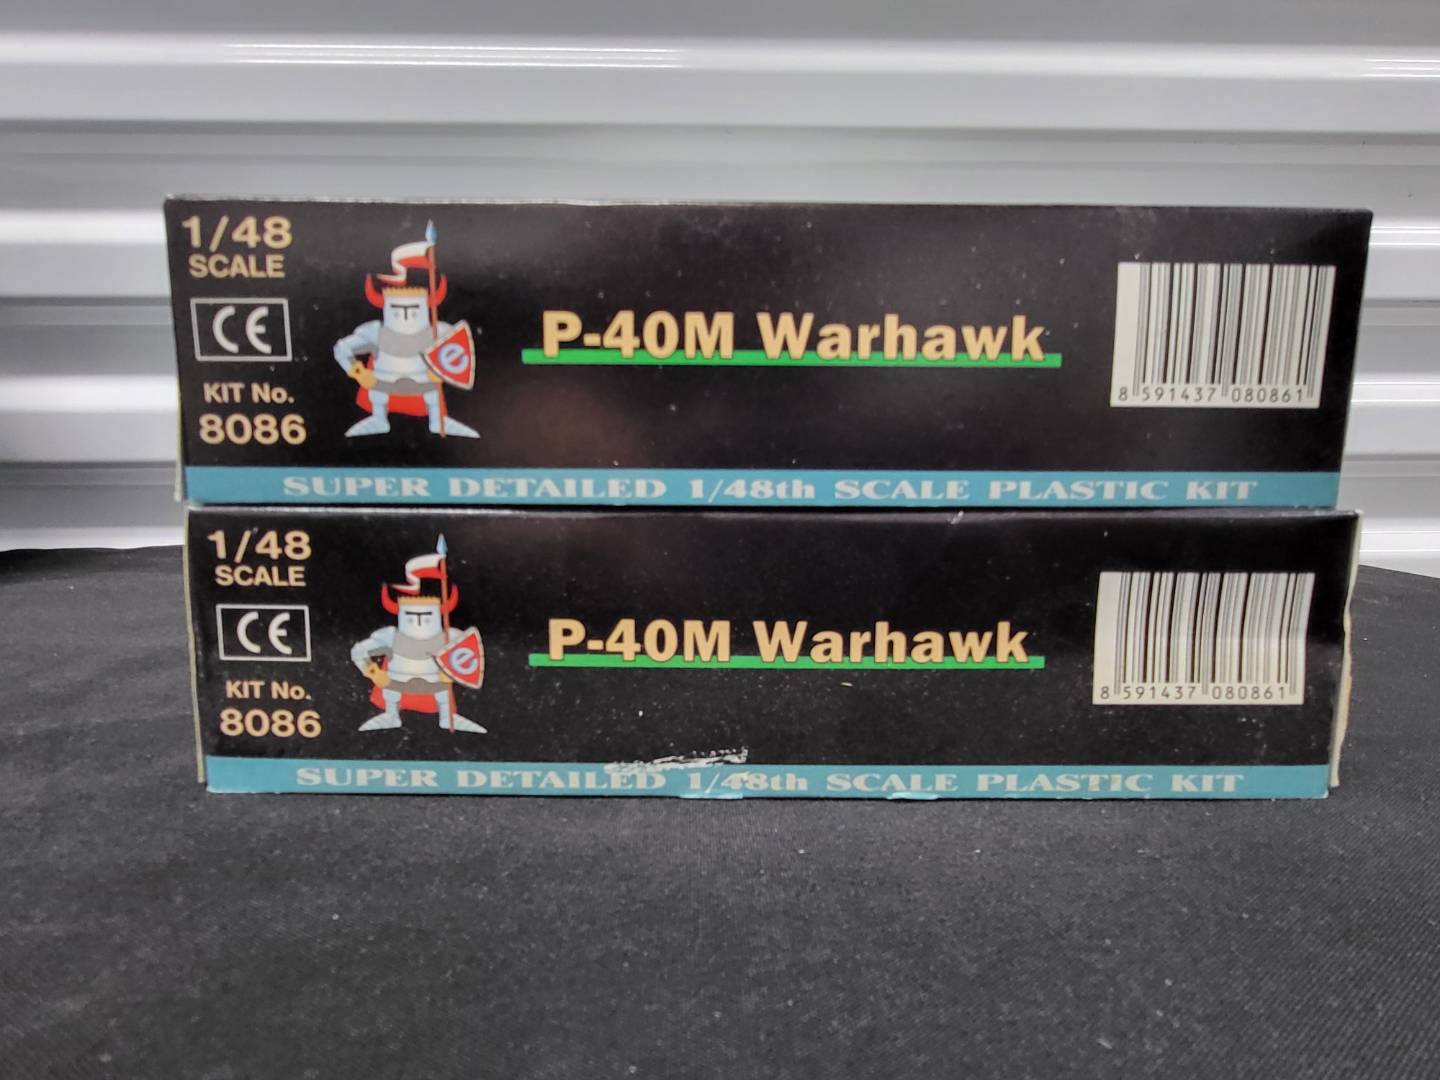 1/48
SCALE
CE
KIT No.
8086
e
P-40M Warhawk
8 591437 080861
SUPER DETAILED 1/48th SCALE PLASTIC KIT
1/48
SCALE
CE
KIT No.
8086
e
P-40M Warhawk
8 591437 080861
SUPER DETAILED 1/48th SCALE PLASTIC KIT